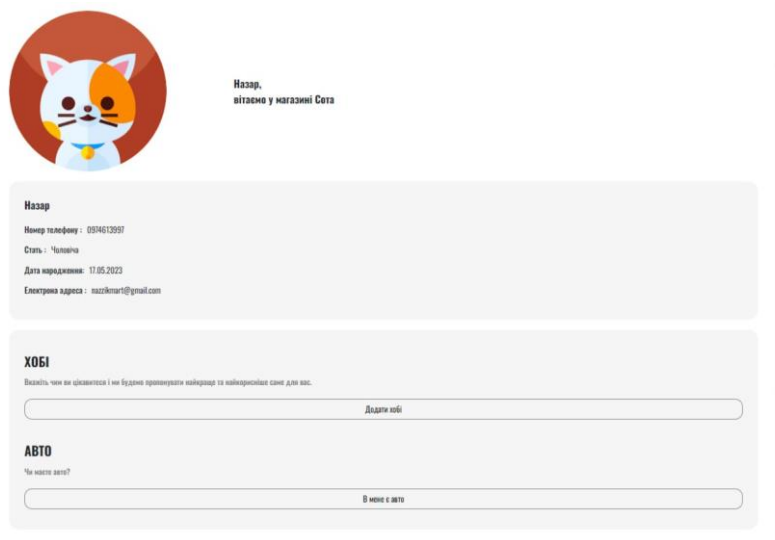 Назар,
вітаємо у магазині Сота
Назар
Номер телефону : 0974613997
Стать : Чоловіча
Дата народження: 17.05.2023
Електрона адреса : nazzikmart@gmail.com
ХОБІ
Вкажіть чим ви цікавитеся і ми будемо пропонувати найкраще та найкорисніше саме для вас.
Додати хобі
АВТО
Чи маєте авто?
В мене є авто